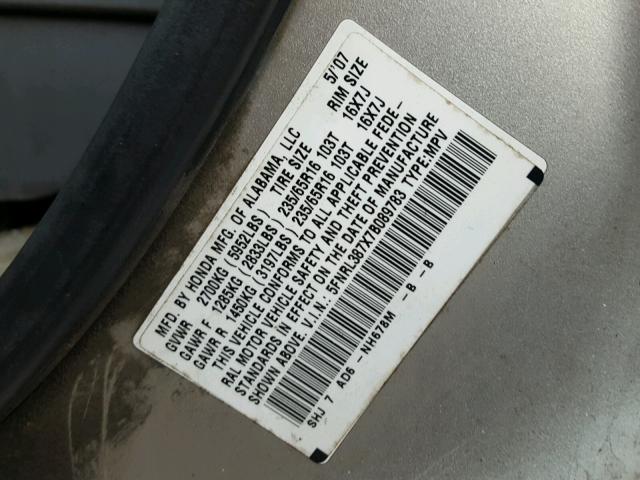 MFD. BY HONDA MFG. OF ALABAMA, LLC 5/'07
GVWR 2700KG (5952LBS) TIRE SIZE RIM SIZE
GAWR F 1285KG (2833LBS) 235/65R16 103T 16X7J
GAWR R 1450KG (3197LBS) 235/65R16 103T 16X7J
THIS VEHICLE CONFORMS TO ALL APPLICABLE FEDE-
RAL MOTOR VEHICLE SAFETY AND THEFT PREVENTION
STANDARDS IN EFFECT ON THE DATE OF MANUFACTURE
SHOWN ABOVE. V.I.N.: 5FNRL387X7B089783 TYPE:MPV
SHJ 7 AD6 - NH678M - B - B